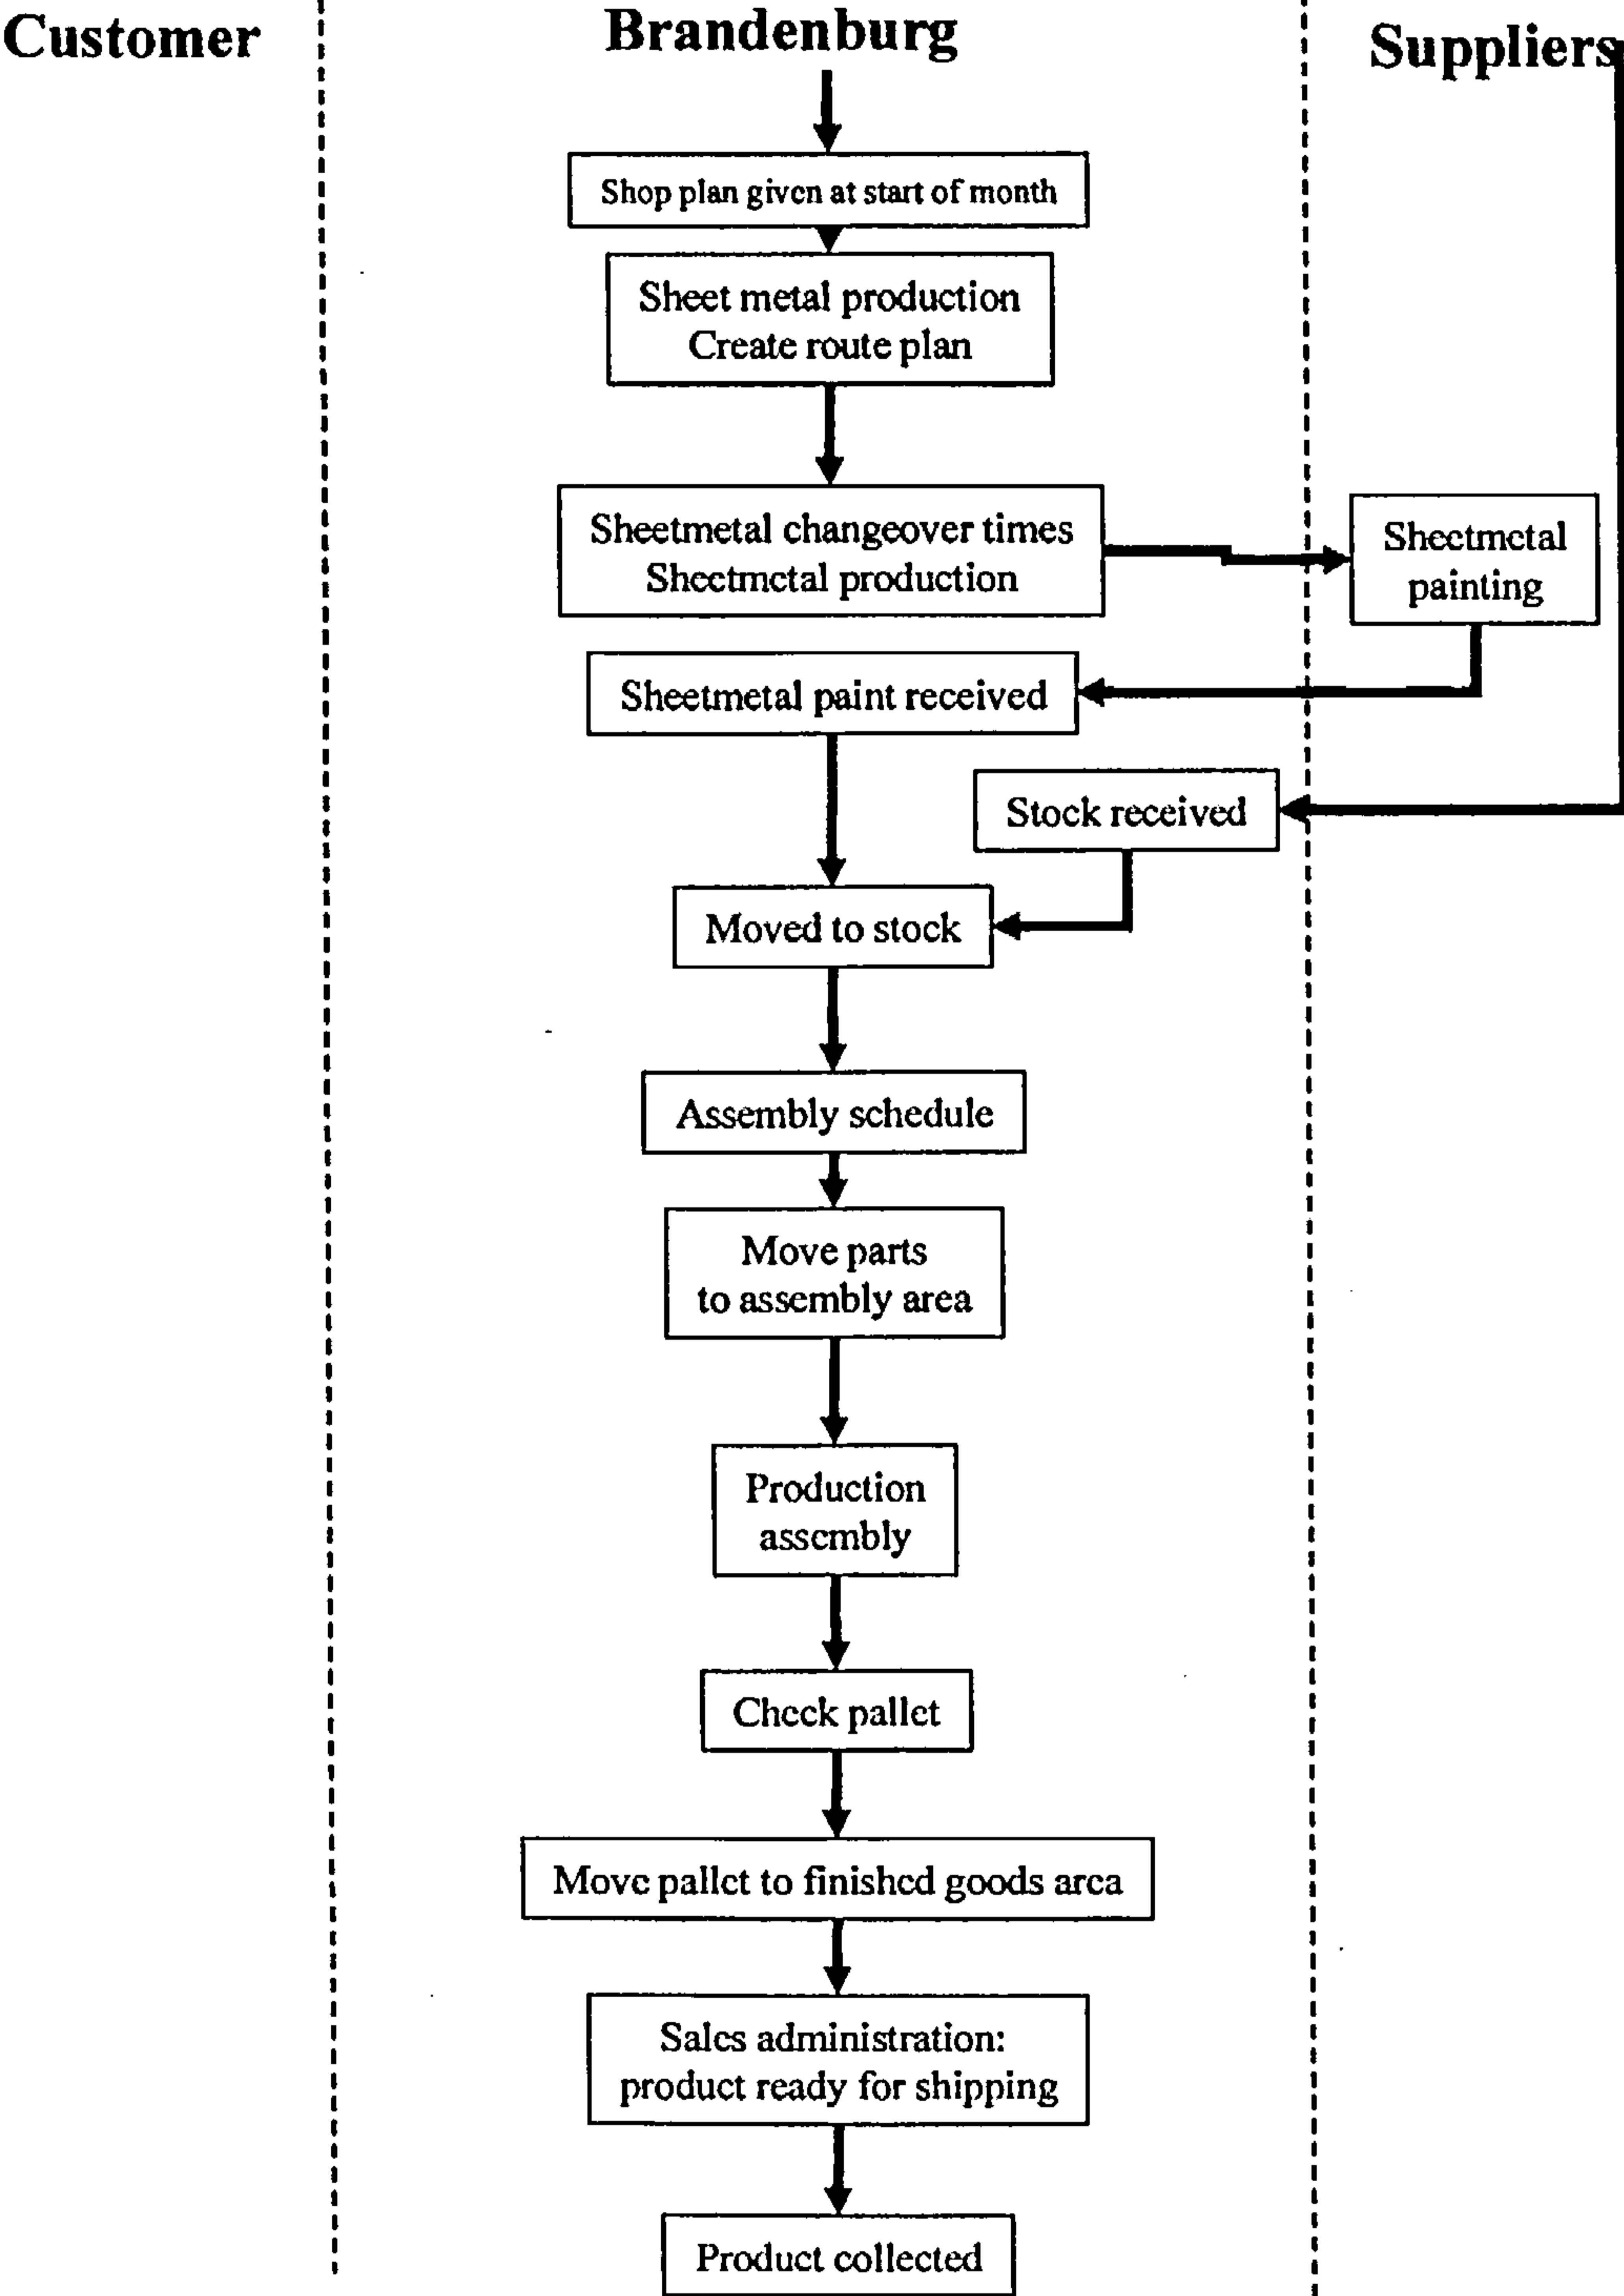 Customer
Brandenburg
Suppliers
Shop plan given at start of month
Sheet metal production
Create route plan
Sheetmetal changeover times
Sheetmetal production
Sheetmetal
painting
Sheetmetal paint received
Stock received
Moved to stock
Assembly schedule
Move parts
to assembly area
Production
assembly
Check pallet
Move pallet to finished goods area
Sales administration:
product ready for shipping
Product collected